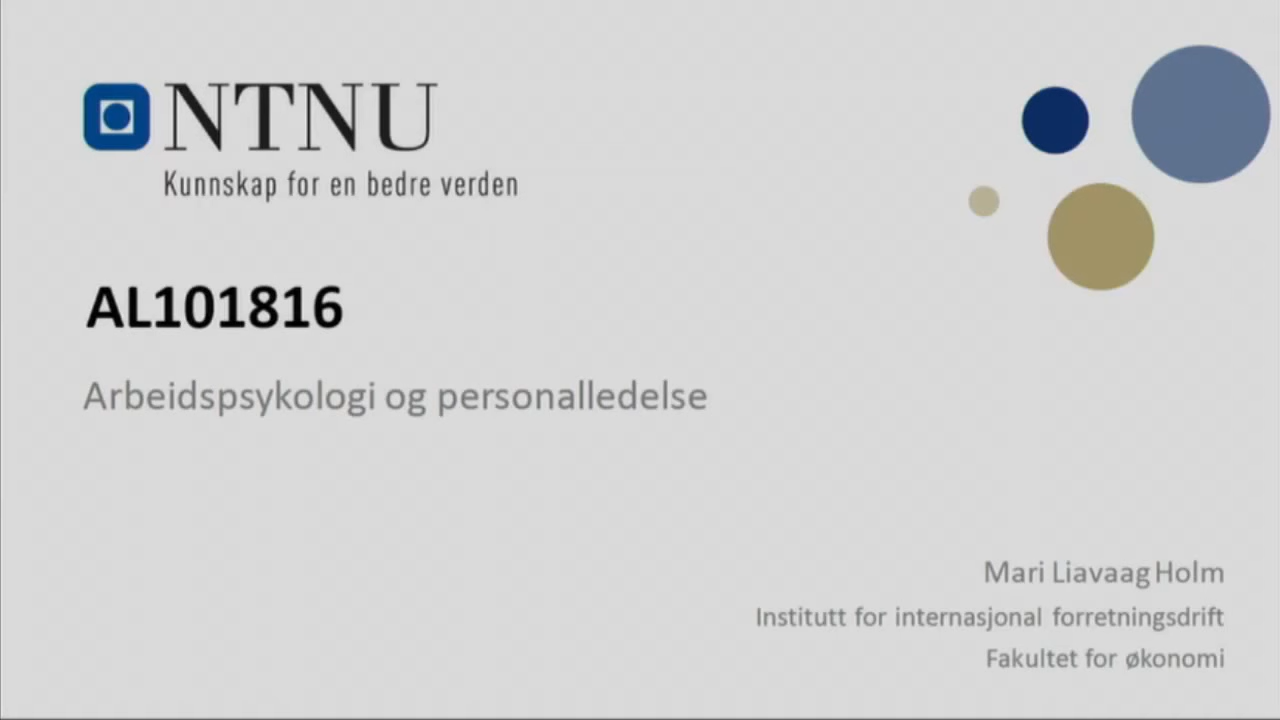 NTNU
Kunnskap for en bedre verden
AL101816
Arbeidspsykologi og personalledelse
Mari Liavaag Holm
Institutt for internasjonal forretningsdrift
Fakultet for økonomi